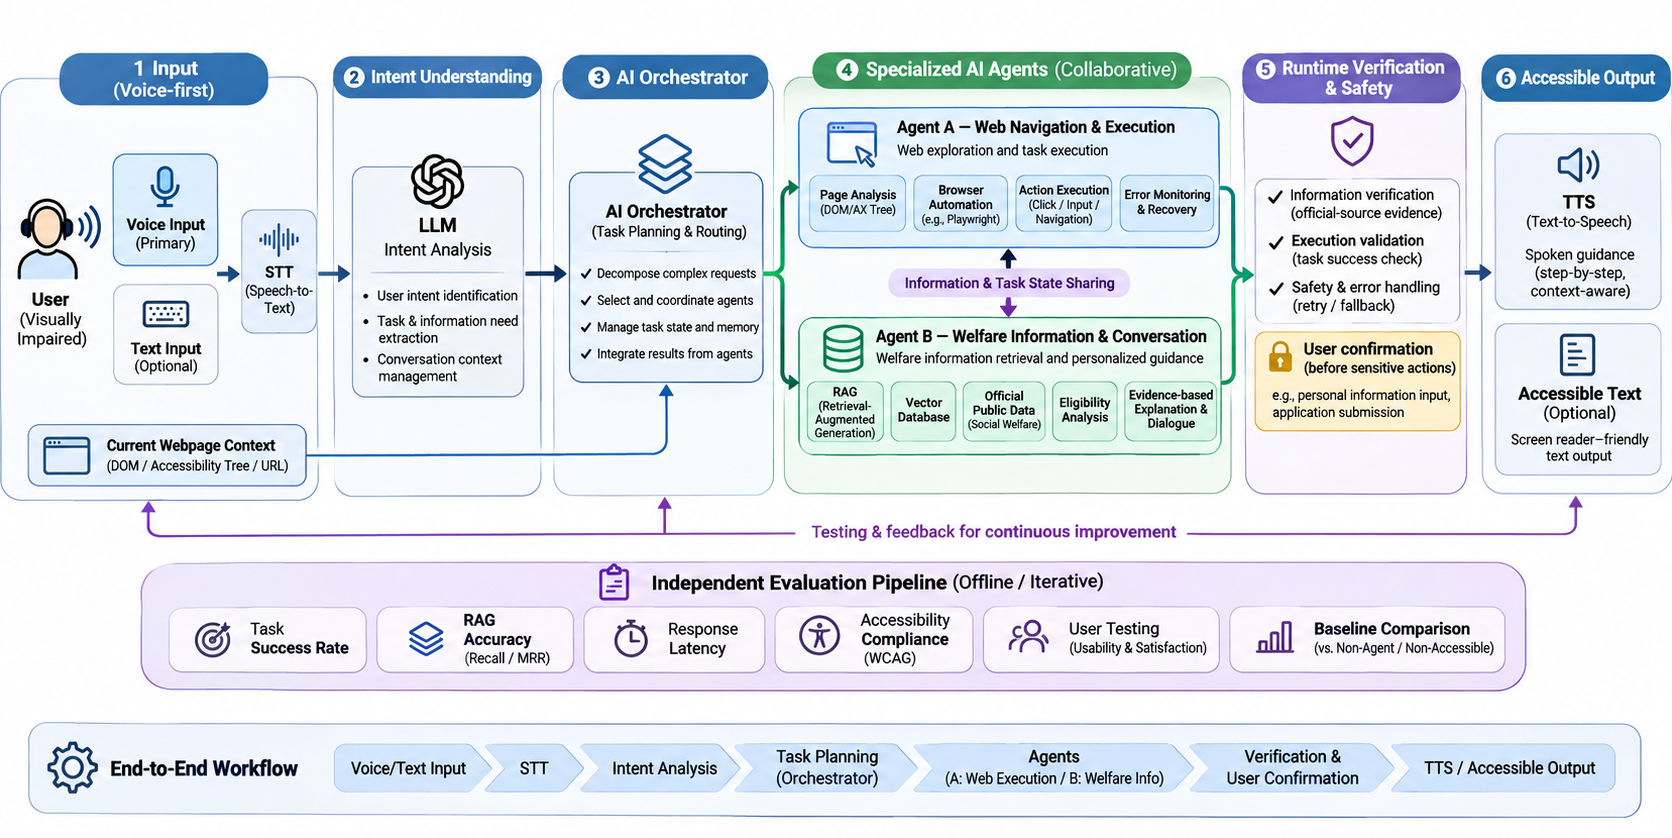 1 Input
(Voice-first)
User
(Visually
Impaired)
Voice Input
(Primary)
Text Input
(Optional)
STT
(Speech-to-
Text)
Current Webpage Context
(DOM / Accessibility Tree / URL)
2 Intent Understanding
LLM
Intent Analysis
• User intent identification
• Task & information need
extraction
• Conversation context
management
3 AI Orchestrator
AI Orchestrator
(Task Planning & Routing)
✓ Decompose complex requests
✓ Select and coordinate agents
✓ Manage task state and memory
✓ Integrate results from agents
4 Specialized AI Agents (Collaborative)
Agent A — Web Navigation & Execution
Web exploration and task execution
Page Analysis
(DOM/AX Tree)
Browser
Automation
(e.g., Playwright)
Action Execution
(Click / Input /
Navigation)
Error Monitoring
& Recovery
Information & Task State Sharing
Agent B — Welfare Information & Conversation
Welfare information retrieval and personalized guidance
RAG
(Retrieval-
Augmented
Generation)
Vector
Database
Official
Public Data
(Social Welfare)
Eligibility
Analysis
Evidence-based
Explanation &
Dialogue
5 Runtime Verification
& Safety
✓ Information verification
(official-source evidence)
✓ Execution validation
(task success check)
✓ Safety & error handling
(retry / fallback)
User confirmation
(before sensitive actions)
e.g., personal information input,
application submission
6 Accessible Output
TTS
(Text-to-Speech)
Spoken guidance
(step-by-step,
context-aware)
Accessible Text
(Optional)
Screen reader–friendly
text output
Testing & feedback for continuous improvement
Independent Evaluation Pipeline (Offline / Iterative)
Task
Success Rate
RAG
Accuracy
(Recall / MRR)
Response
Latency
Accessibility
Compliance
(WCAG)
User Testing
(Usability & Satisfaction)
Baseline Comparison
(vs. Non-Agent / Non-Accessible)
End-to-End Workflow
Voice/Text Input
STT
Intent Analysis
Task Planning
(Orchestrator)
Agents
(A: Web Execution / B: Welfare Info)
Verification &
User Confirmation
TTS / Accessible Output